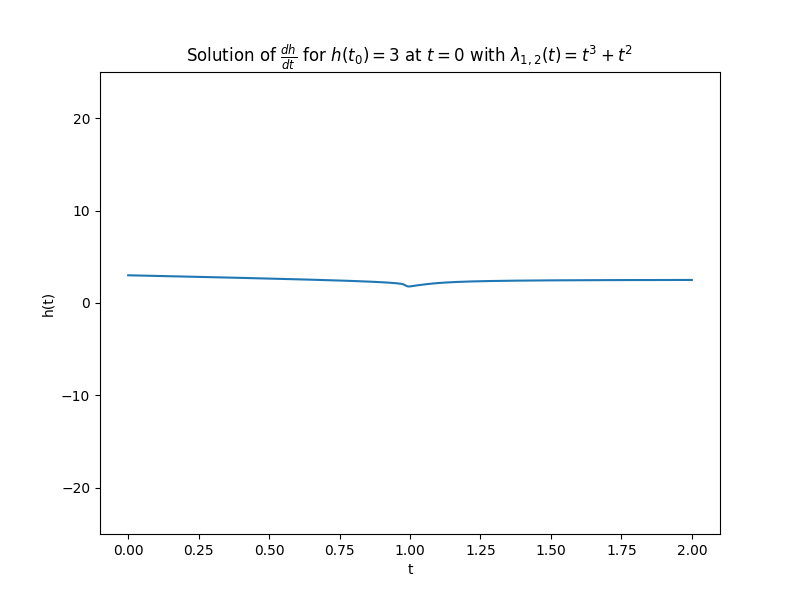 Solution of dh/dt for h(t₀) = 3 at t = 0 with λ₁,₂(t) = t³ + t²
20
10
0
−10
−20
h(t)
0.00 0.25 0.50 0.75 1.00 1.25 1.50 1.75 2.00
t